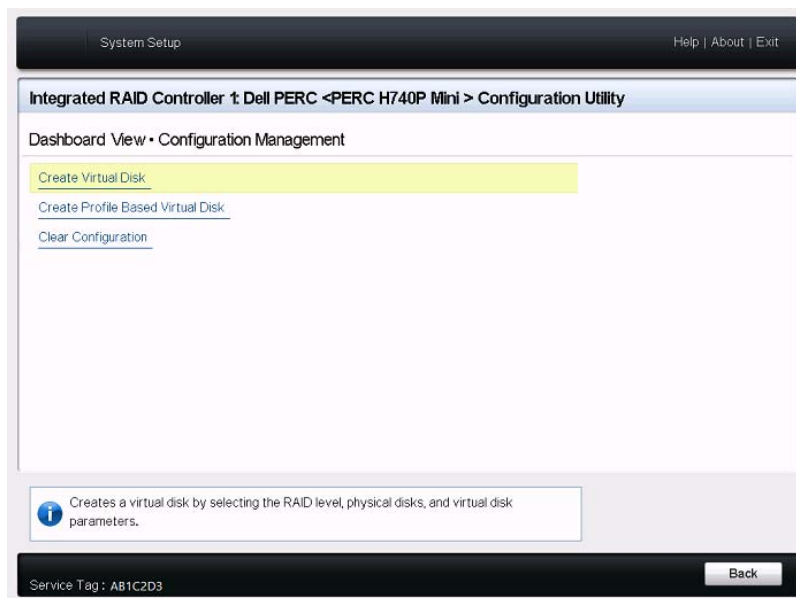 System Setup
Help | About | Exit
Integrated RAID Controller 1: Dell PERC <PERC H740P Mini > Configuration Utility
Dashboard View • Configuration Management
Create Virtual Disk
Create Profile Based Virtual Disk
Clear Configuration
Creates a virtual disk by selecting the RAID level, physical disks, and virtual disk
parameters.
Service Tag : AB1C2D3
Back